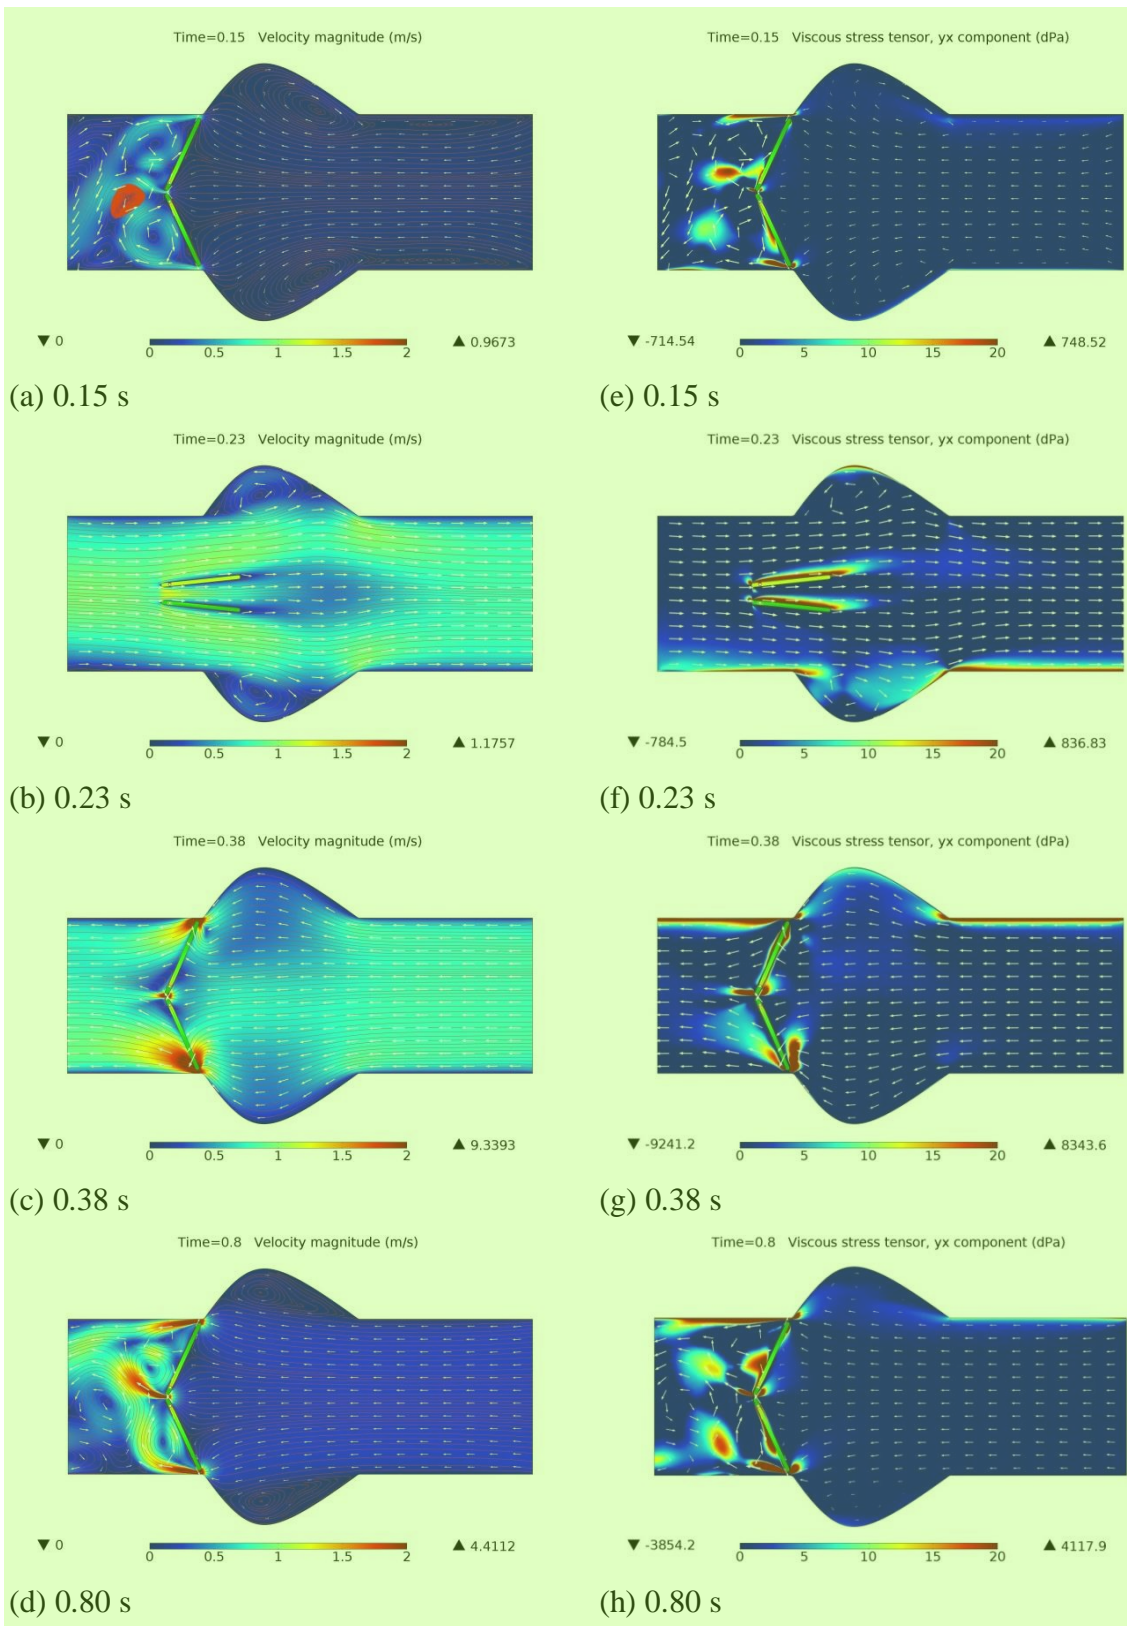 Time=0.15 Velocity magnitude (m/s)
▼ 0
0 0.5 1 1.5 2
▲ 0.9673
(a) 0.15 s
Time=0.15 Viscous stress tensor, yx component (dPa)
▼ -714.54
0 5 10 15 20
▲ 748.52
(e) 0.15 s
Time=0.23 Velocity magnitude (m/s)
▼ 0
0 0.5 1 1.5 2
▲ 1.1757
(b) 0.23 s
Time=0.23 Viscous stress tensor, yx component (dPa)
▼ -784.5
0 5 10 15 20
▲ 836.83
(f) 0.23 s
Time=0.38 Velocity magnitude (m/s)
▼ 0
0 0.5 1 1.5 2
▲ 9.3393
(c) 0.38 s
Time=0.38 Viscous stress tensor, yx component (dPa)
▼ -9241.2
0 5 10 15 20
▲ 8343.6
(g) 0.38 s
Time=0.8 Velocity magnitude (m/s)
▼ 0
0 0.5 1 1.5 2
▲ 4.4112
(d) 0.80 s
Time=0.8 Viscous stress tensor, yx component (dPa)
▼ -3854.2
0 5 10 15 20
▲ 4117.9
(h) 0.80 s